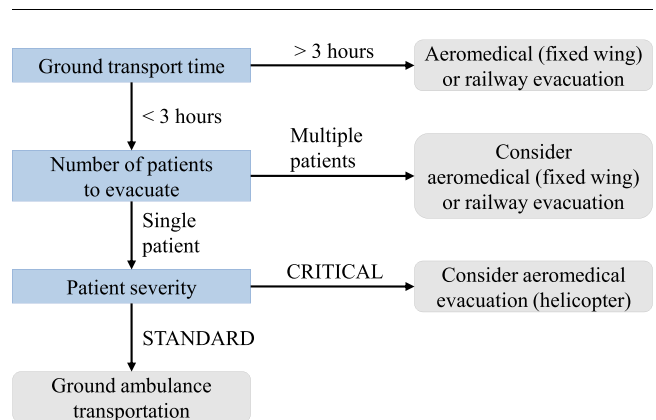 Ground transport time
> 3 hours
Aeromedical (fixed wing)
or railway evacuation
< 3 hours
Number of patients
to evacuate
Multiple
patients
Consider
aeromedical (fixed wing)
or railway evacuation
Single
patient
Patient severity
CRITICAL
Consider aeromedical
evacuation (helicopter)
STANDARD
Ground ambulance
transportation